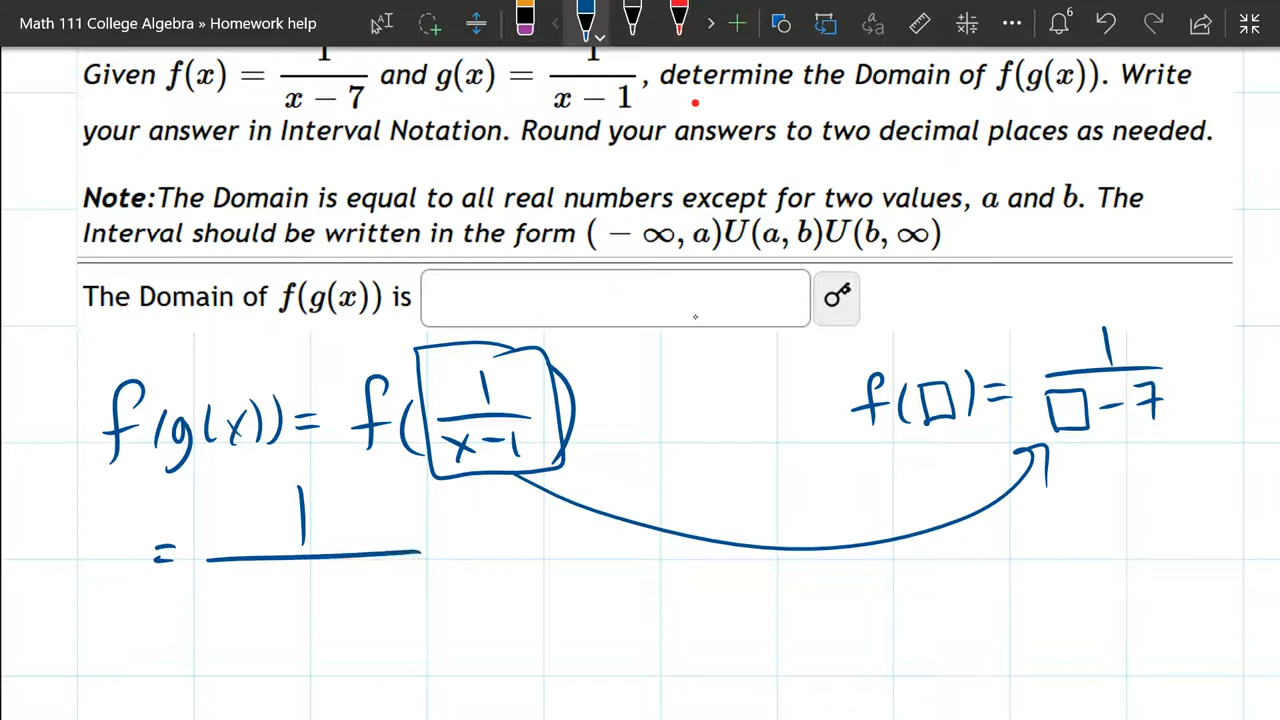 Math 111 College Algebra » Homework help
6
Given f(x) = 1/(x − 7) and g(x) = 1/(x − 1), determine the Domain of f(g(x)). Write
your answer in Interval Notation. Round your answers to two decimal places as needed.
Note:The Domain is equal to all real numbers except for two values, a and b. The
Interval should be written in the form ( − ∞, a)U(a, b)U(b, ∞)
The Domain of f(g(x)) is
f(g(x)) = f(1/(x−1)) f(□) = 1/(□−7)
= 1/